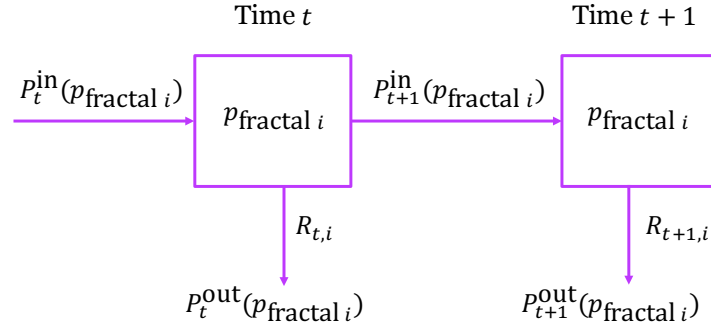 Time t
Time t + 1
P_t^in(p_fractal i)
P_{t+1}^in(p_fractal i)
p_fractal i
p_fractal i
R_{t,i}
R_{t+1,i}
P_t^out(p_fractal i)
P_{t+1}^out(p_fractal i)